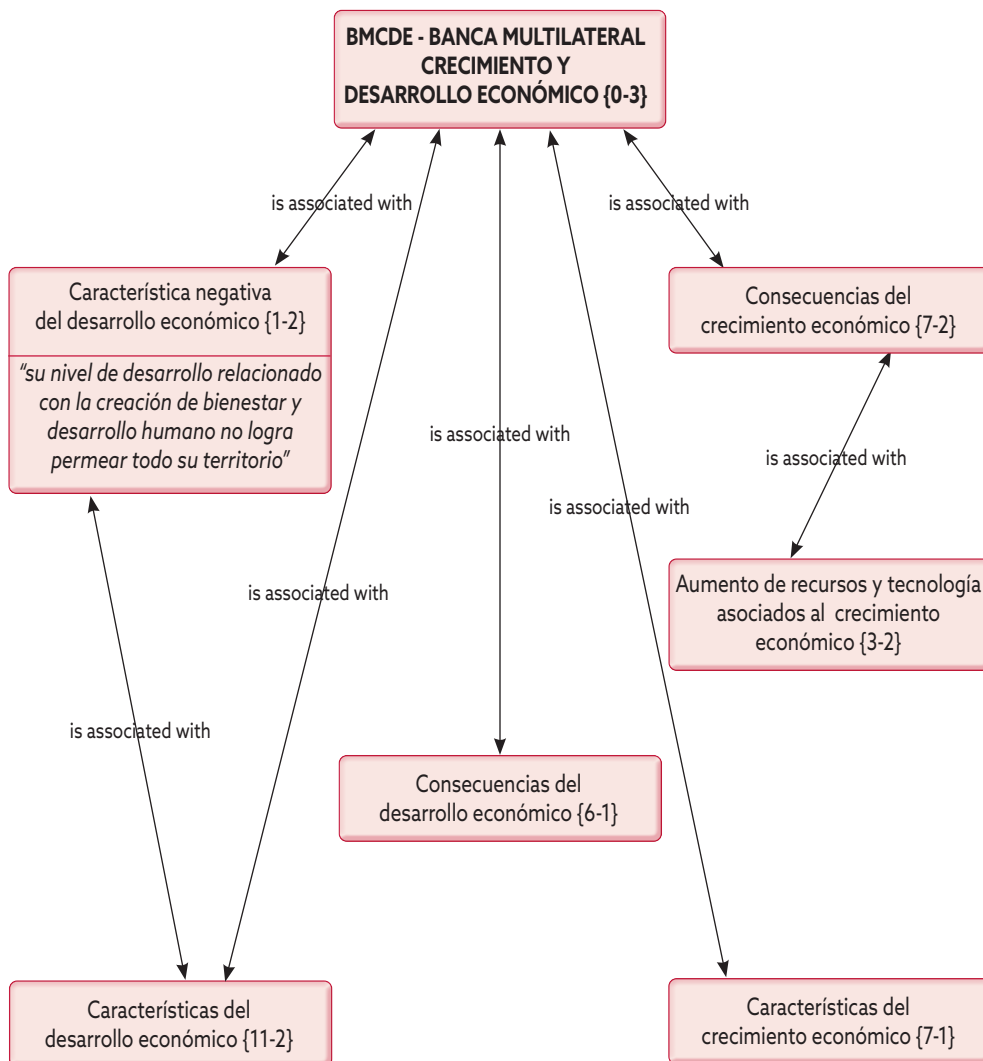 BMCDE - BANCA MULTILATERAL
CRECIMIENTO Y
DESARROLLO ECONÓMICO {0-3}
is associated with
is associated with
Característica negativa
del desarrollo económico {1-2}
"su nivel de desarrollo relacionado
con la creación de bienestar y
desarrollo humano no logra
permear todo su territorio"
Consecuencias del
crecimiento económico {7-2}
is associated with
is associated with
is associated with
is associated with
Aumento de recursos y tecnología
asociados al crecimiento
económico {3-2}
is associated with
Consecuencias del
desarrollo económico {6-1}
Características del
desarrollo económico {11-2}
Características del
crecimiento económico {7-1}